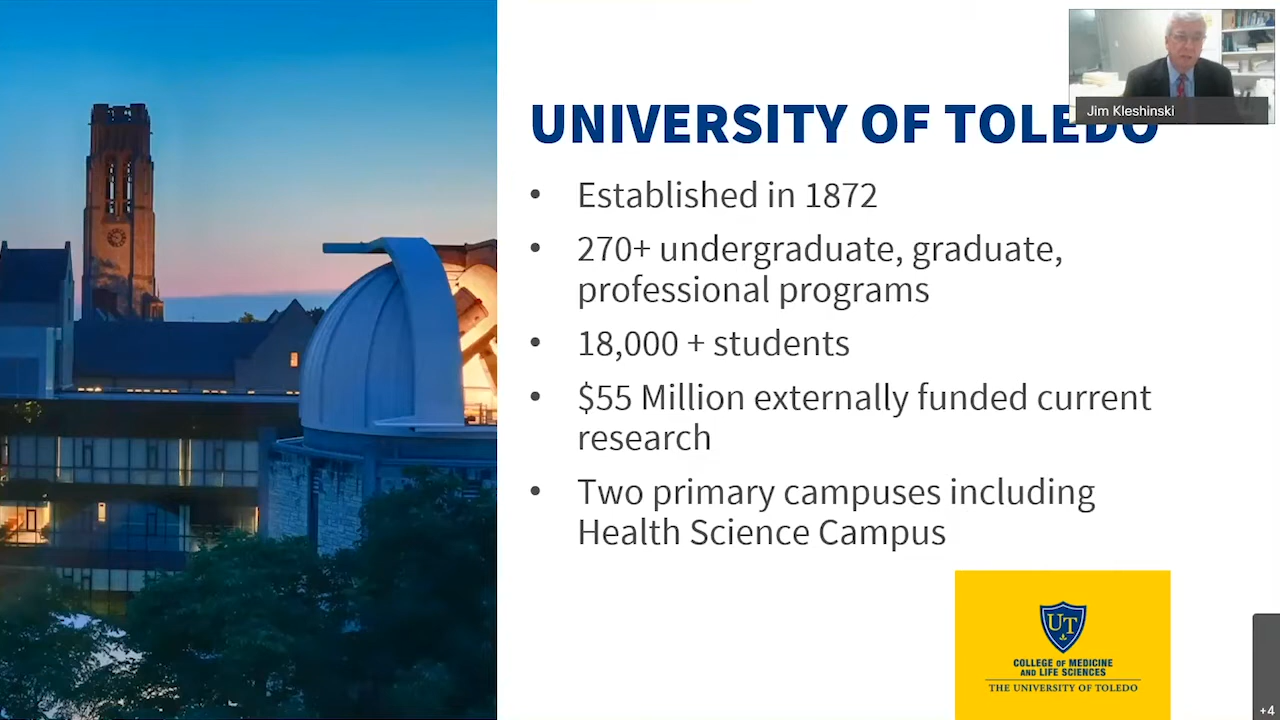 Jim Kleshinski
UNIVERSITY OF TOLEDO
• Established in 1872
• 270+ undergraduate, graduate,
professional programs
• 18,000 + students
• $55 Million externally funded current
research
• Two primary campuses including
Health Science Campus
UT
COLLEGE OF MEDICINE
AND LIFE SCIENCES
THE UNIVERSITY OF TOLEDO
+4